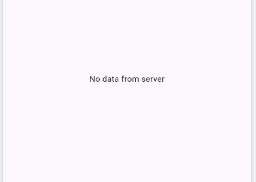 No data from server